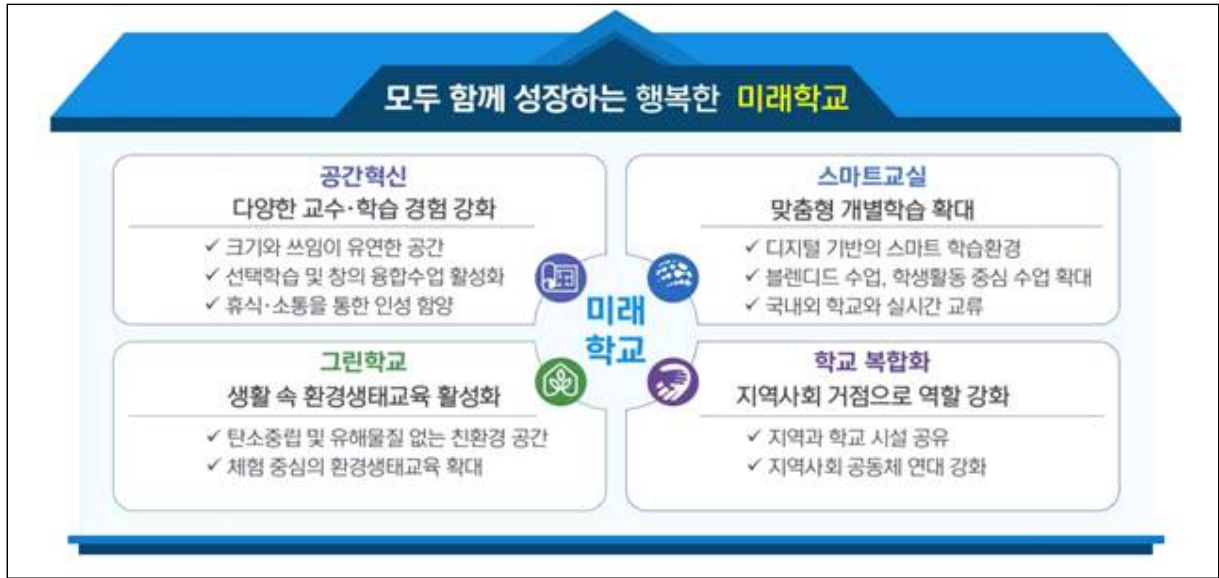 모두 함께 성장하는 행복한 미래학교
공간혁신
다양한 교수·학습 경험 강화
✓ 크기와 쓰임이 유연한 공간
✓ 선택학습 및 창의 융합수업 활성화
✓ 휴식·소통을 통한 인성 함양
스마트교실
맞춤형 개별학습 확대
✓ 디지털 기반의 스마트 학습환경
✓ 블렌디드 수업, 학생활동 중심 수업 확대
✓ 국내외 학교와 실시간 교류
미래
학교
그린학교
생활 속 환경생태교육 활성화
✓ 탄소중립 및 유해물질 없는 친환경 공간
✓ 체험 중심의 환경생태교육 확대
학교 복합화
지역사회 거점으로 역할 강화
✓ 지역과 학교 시설 공유
✓ 지역사회 공동체 연대 강화